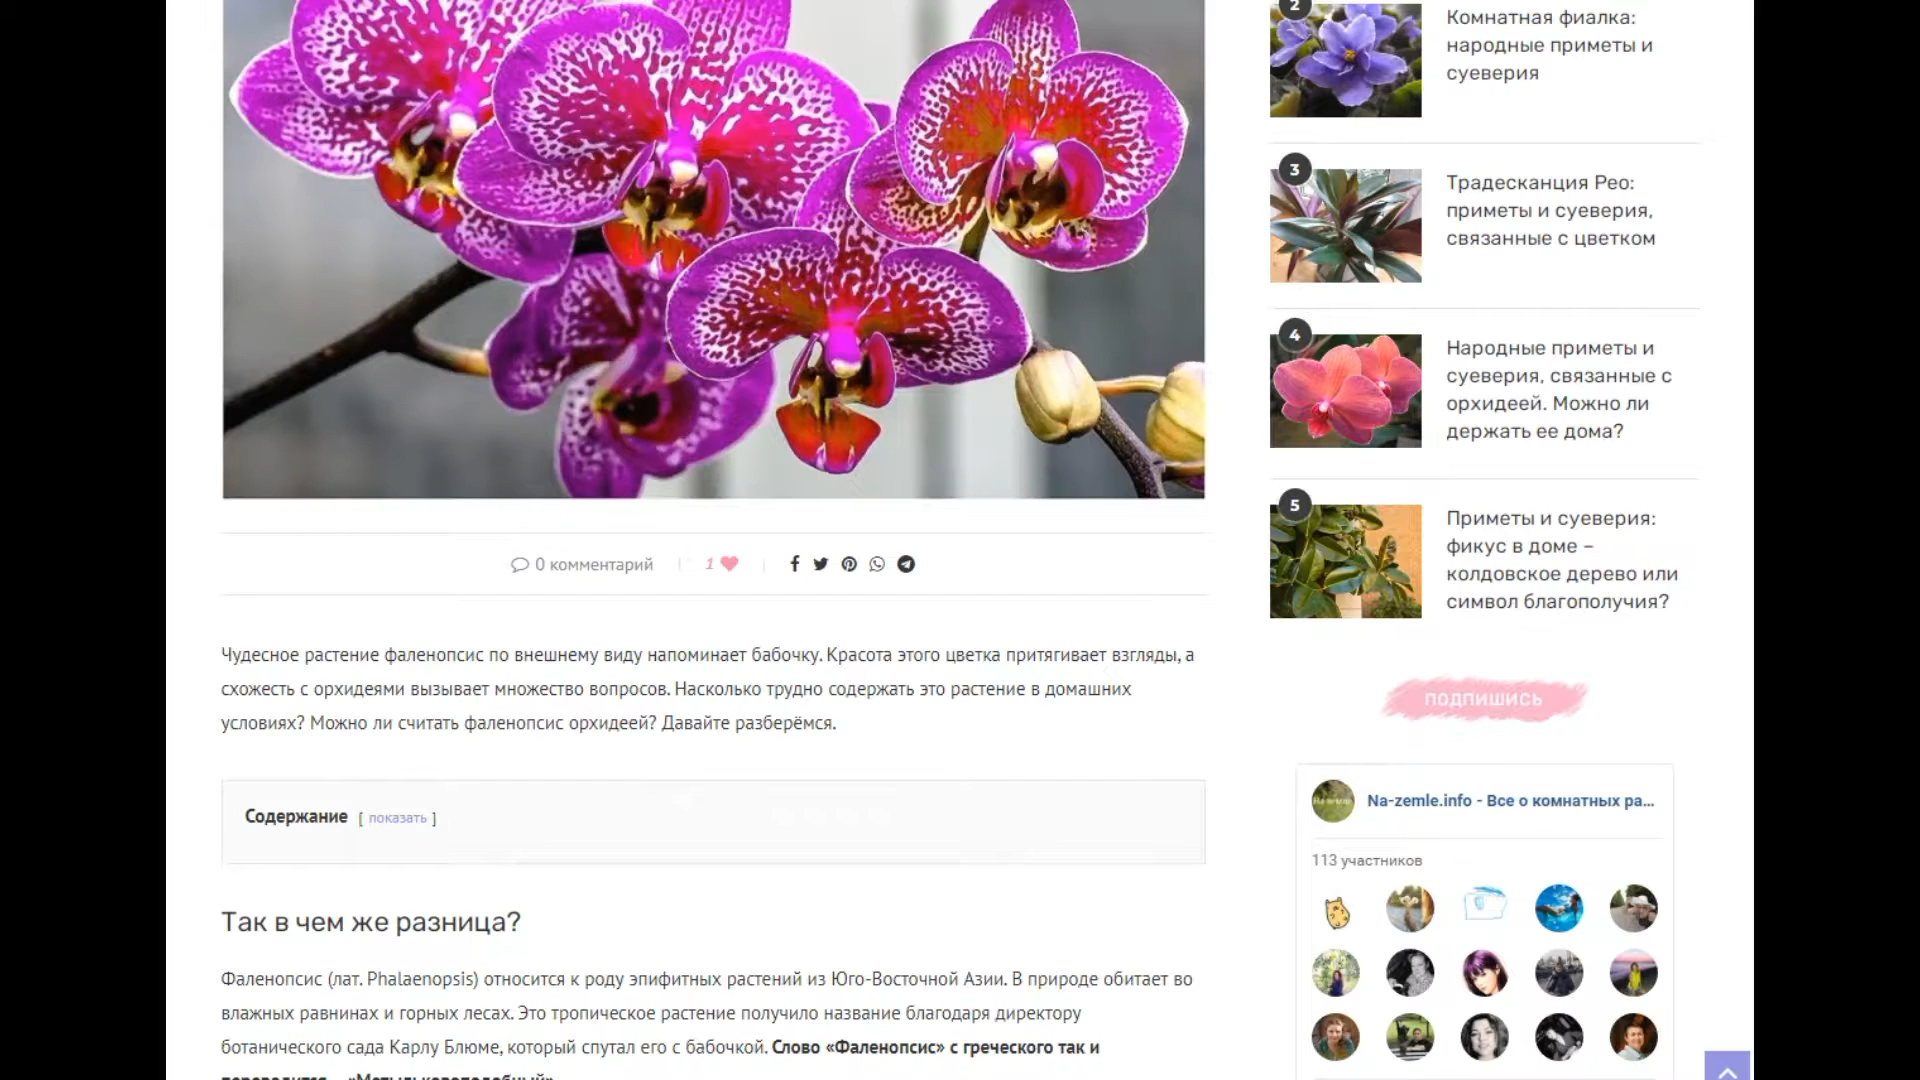 0 комментарий
1
Чудесное растение фаленопсис по внешнему виду напоминает бабочку. Красота этого цветка притягивает взгляды, а
схожесть с орхидеями вызывает множество вопросов. Насколько трудно содержать это растение в домашних
условиях? Можно ли считать фаленопсис орхидеей? Давайте разберёмся.
Содержание [ показать ]
Так в чем же разница?
Фаленопсис (лат. Phalaenopsis) относится к роду эпифитных растений из Юго-Восточной Азии. В природе обитает во
влажных равнинах и горных лесах. Это тропическое растение получило название благодаря директору
ботанического сада Карлу Блюме, который спутал его с бабочкой. Слово «Фаленопсис» с греческого так и
2
Комнатная фиалка:
народные приметы и
суеверия
3
Традесканция Рео:
приметы и суеверия,
связанные с цветком
4
Народные приметы и
суеверия, связанные с
орхидеей. Можно ли
держать ее дома?
5
Приметы и суеверия:
фикус в доме –
колдовское дерево или
символ благополучия?
ПОДПИШИСЬ
Na-zemle.info - Все о комнатных ра...
113 участников